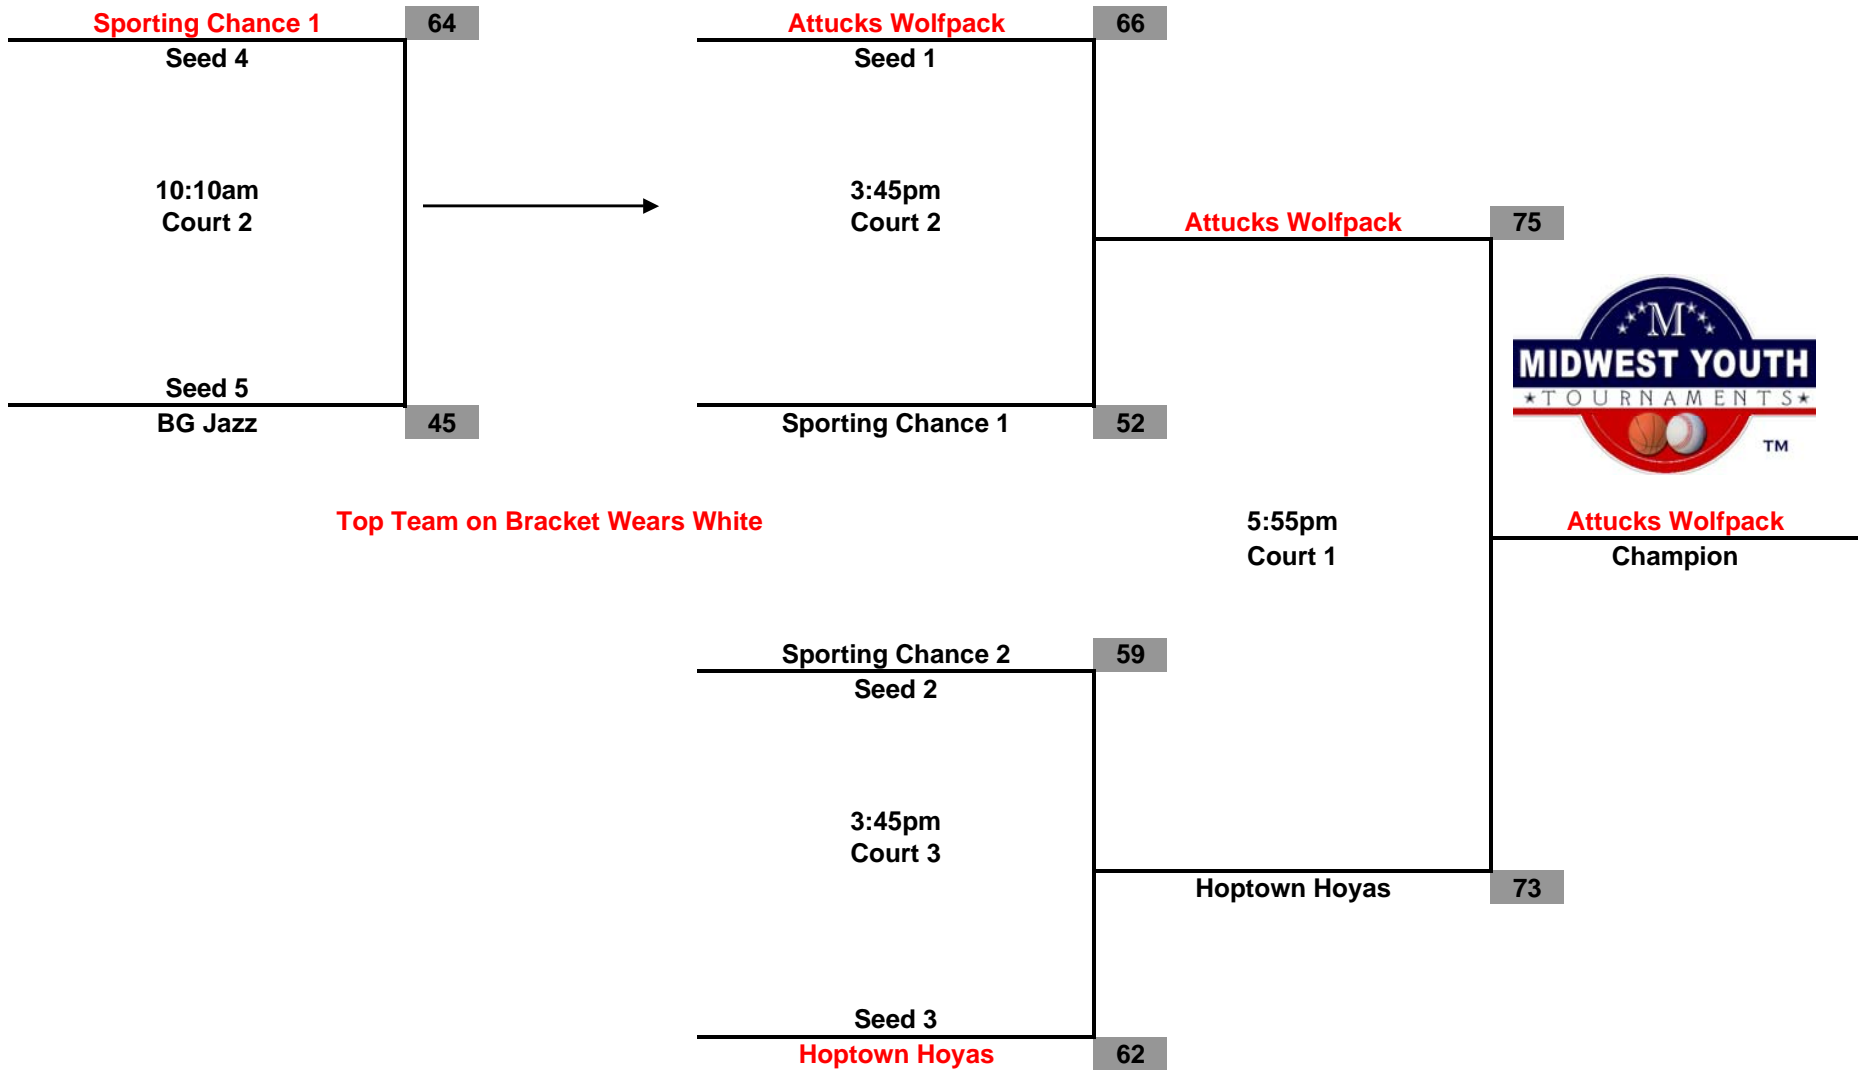 Sporting Chance 1 64
Seed 4
10:10am
Court 2
Seed 5
BG Jazz 45
Attucks Wolfpack 66
Seed 1
3:45pm
Court 2
Sporting Chance 1 52
Attucks Wolfpack 75
M
MIDWEST YOUTH
TOURNAMENTS
TM
Top Team on Bracket Wears White
5:55pm
Court 1
Attucks Wolfpack
Champion
Sporting Chance 2 59
Seed 2
3:45pm
Court 3
Seed 3
Hoptown Hoyas 62
Hoptown Hoyas 73